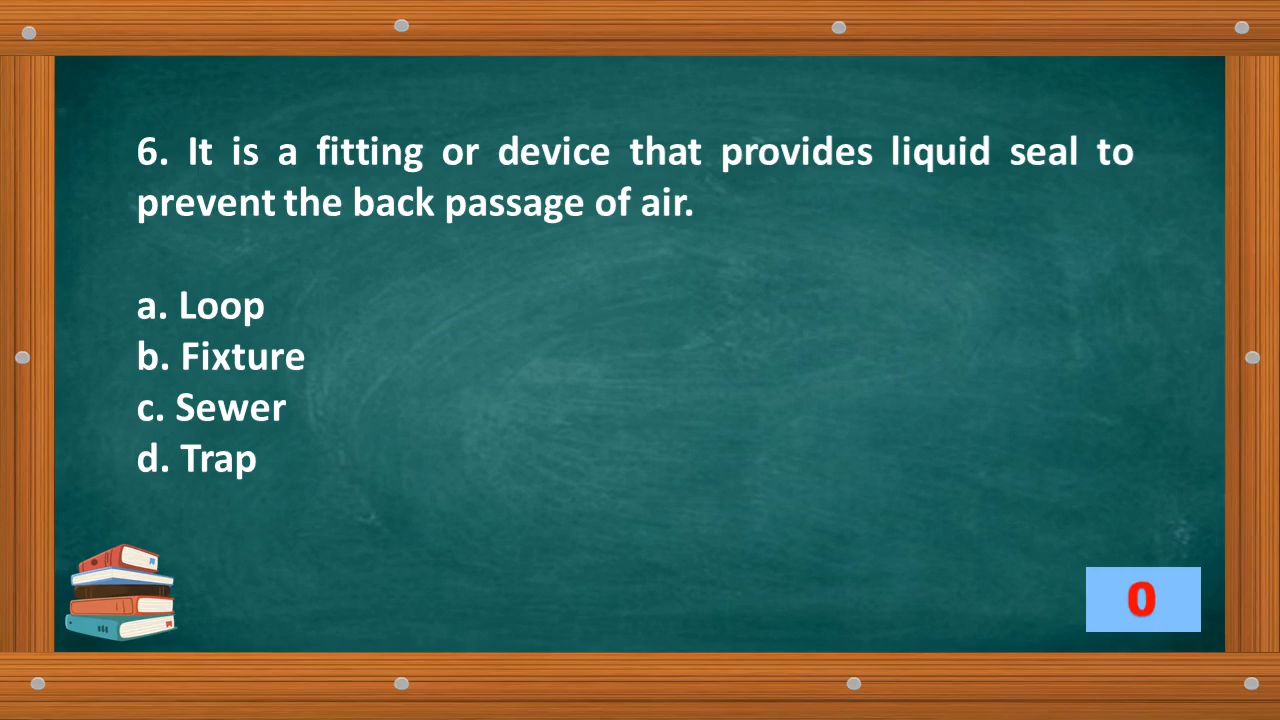 6. It is a fitting or device that provides liquid seal to
prevent the back passage of air.
a. Loop
b. Fixture
c. Sewer
d. Trap
0